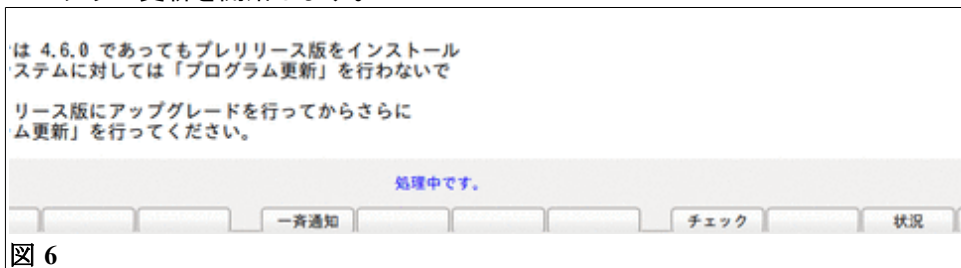 は 4.6.0 であってもプレリリース版をインストール
ステムに対しては「プログラム更新」を行わないで
リリース版にアップグレードを行ってからさらに
ム更新」を行ってください。
処理中です。
一斉通知 チェック 状況
図 6